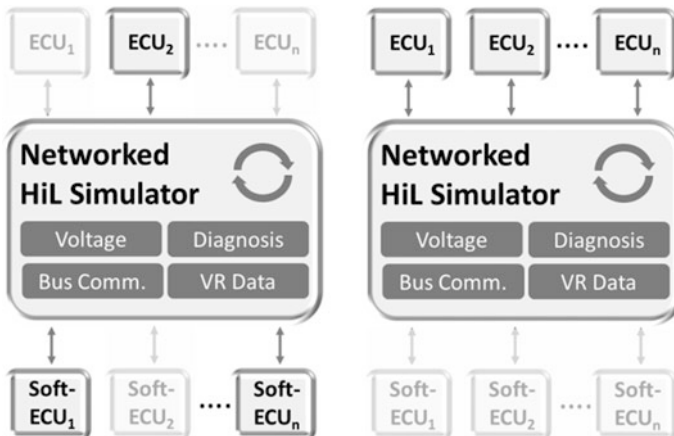 ECU₁ ECU₂ .... ECUₙ
Networked
HiL Simulator
Voltage Diagnosis
Bus Comm. VR Data
Soft- Soft- .... Soft-
ECU₁ ECU₂ ECUₙ
ECU₁ ECU₂ .... ECUₙ
Networked
HiL Simulator
Voltage Diagnosis
Bus Comm. VR Data
Soft- Soft- .... Soft-
ECU₁ ECU₂ ECUₙ